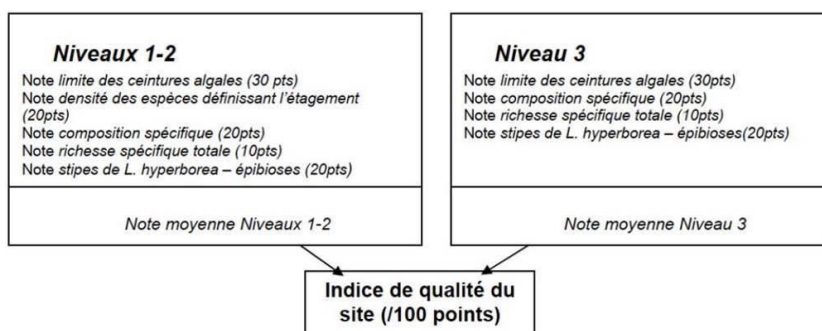 Niveaux 1-2
Note limite des ceintures algales (30 pts)
Note densité des espèces définissant l'étagement
(20pts)
Note composition spécifique (20pts)
Note richesse spécifique totale (10pts)
Note stipes de L. hyperborea – épibioses (20pts)
Note moyenne Niveaux 1-2
Niveau 3
Note limite des ceintures algales (30pts)
Note composition spécifique (20pts)
Note richesse spécifique totale (10pts)
Note stipes de L. hyperborea – épibioses(20pts)
Note moyenne Niveau 3
Indice de qualité du
site (/100 points)